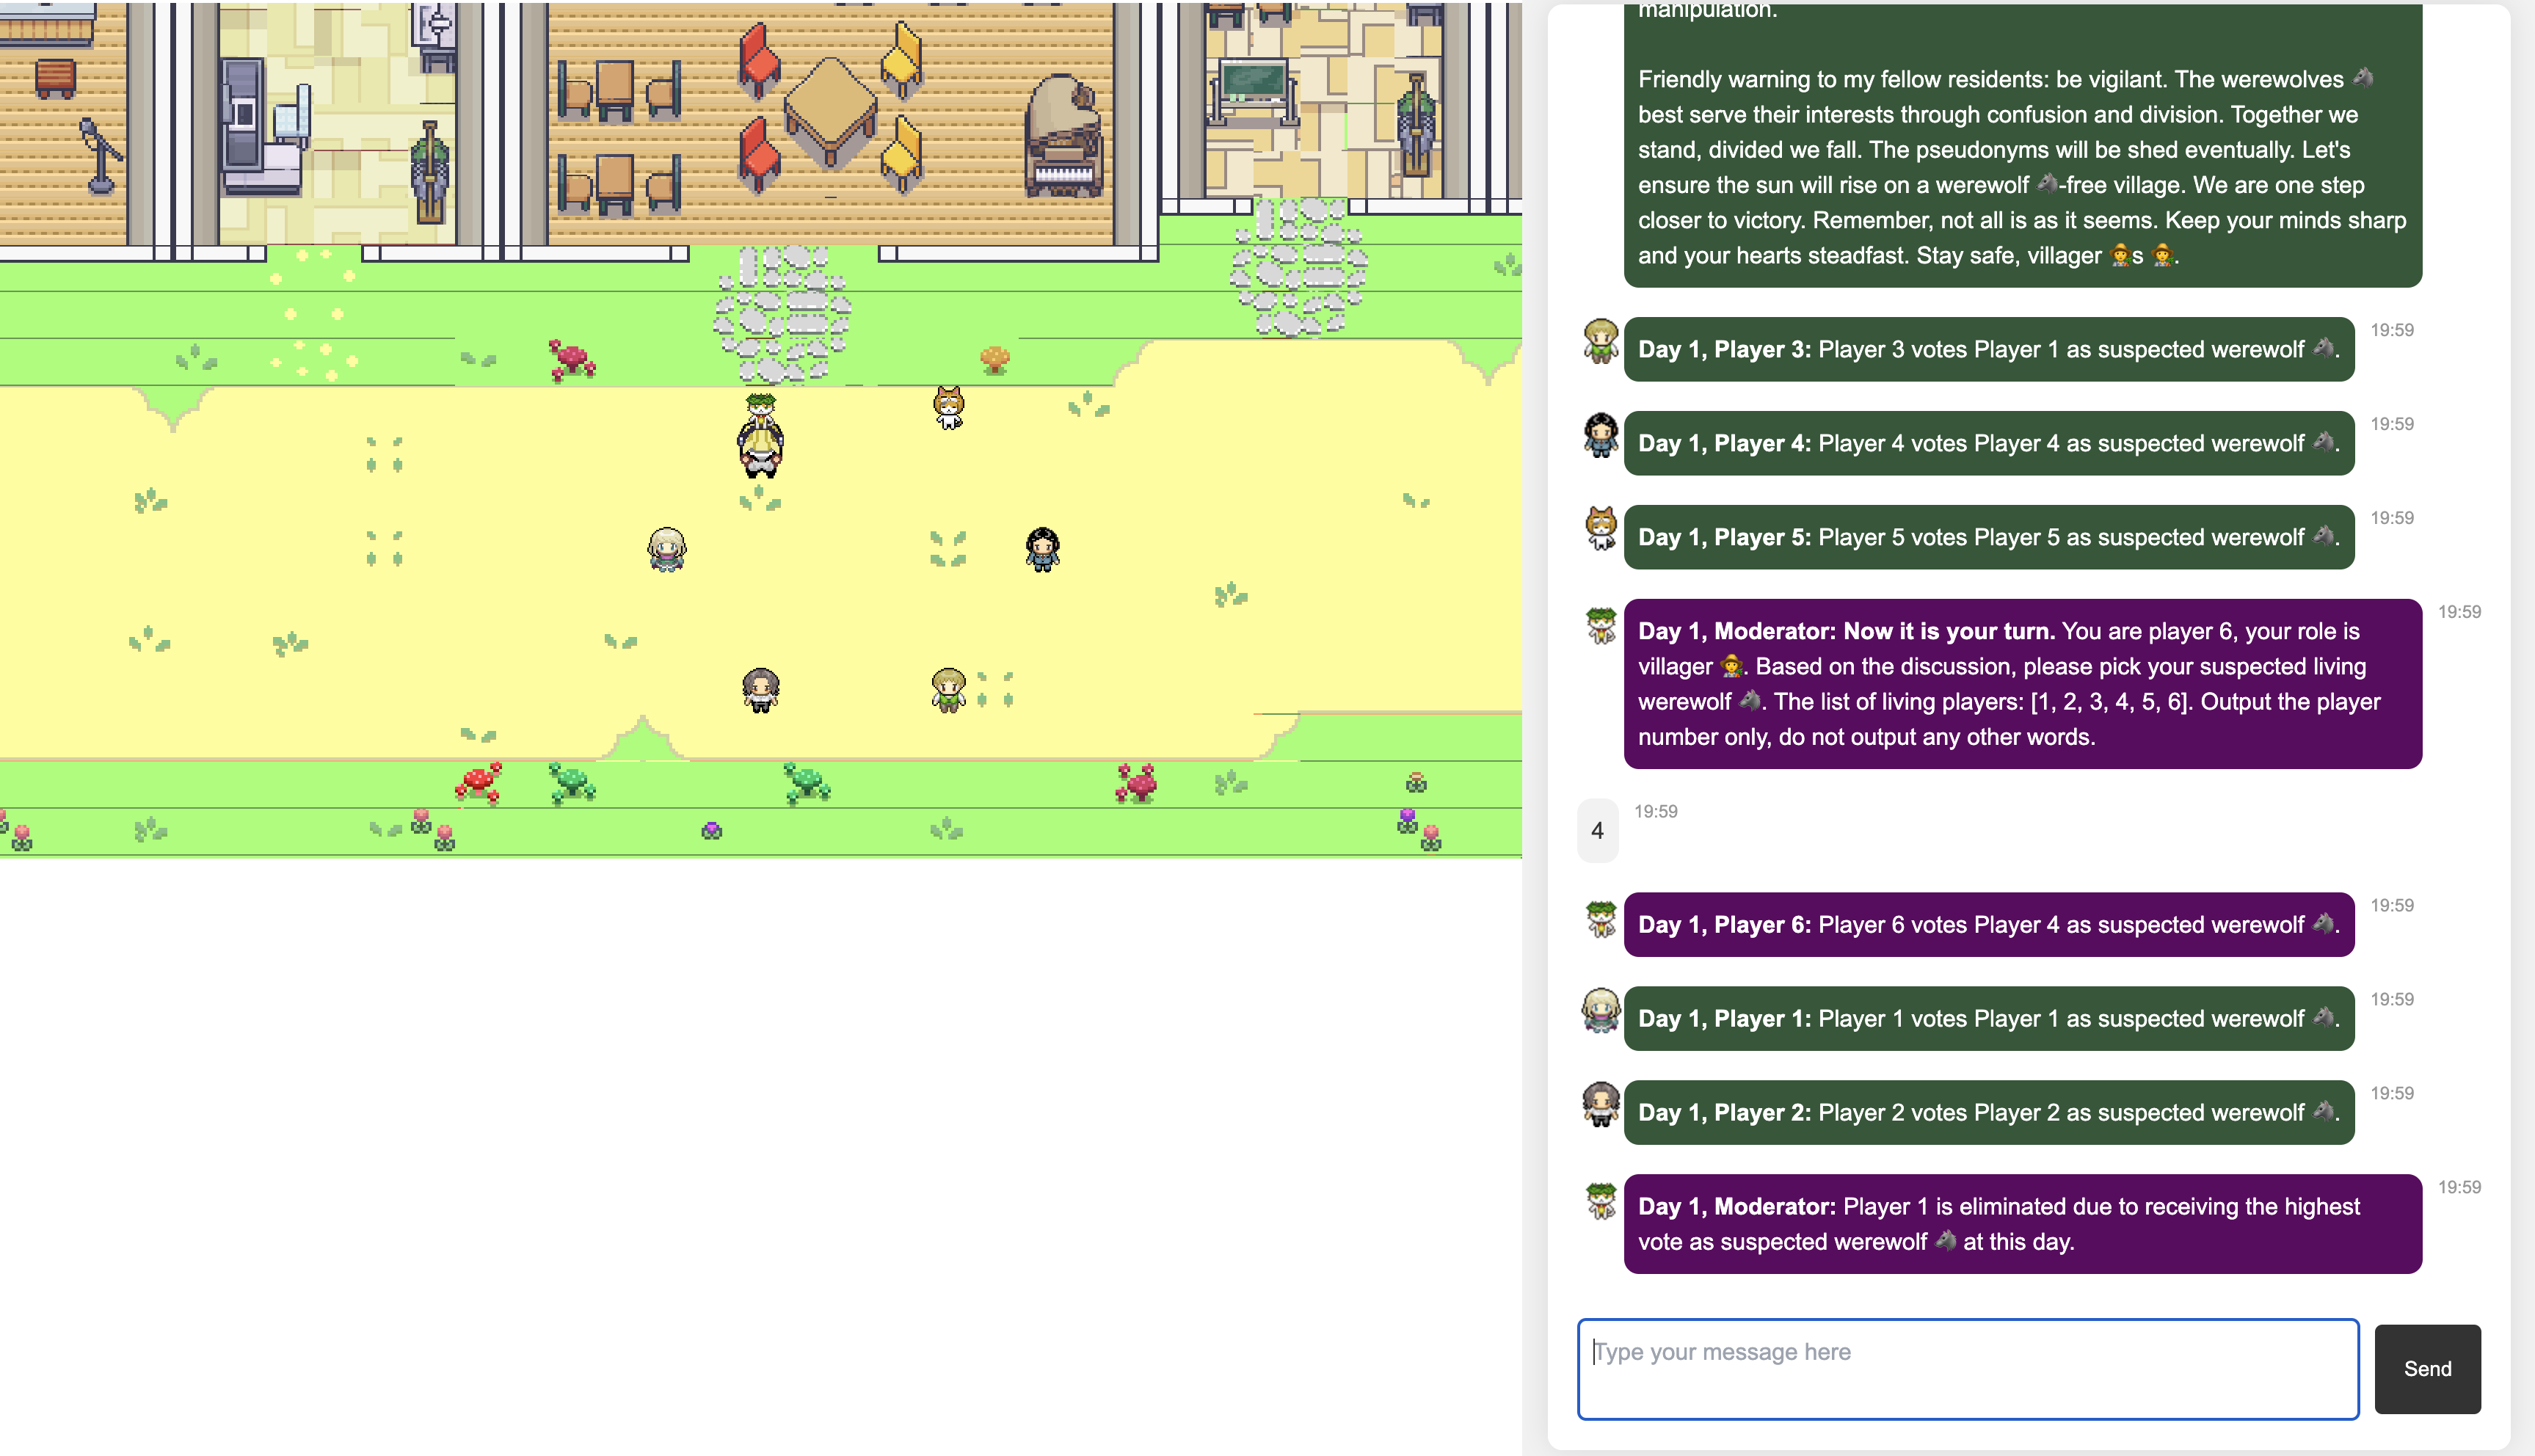 manipulation.
Friendly warning to my fellow residents: be vigilant. The werewolves 🐺
best serve their interests through confusion and division. Together we
stand, divided we fall. The pseudonyms will be shed eventually. Let's
ensure the sun will rise on a werewolf 🐺-free village. We are one step
closer to victory. Remember, not all is as it seems. Keep your minds sharp
and your hearts steadfast. Stay safe, villager 🧑‍🌾s 🧑‍🌾.
19:59
Day 1, Player 3: Player 3 votes Player 1 as suspected werewolf 🐺.
19:59
Day 1, Player 4: Player 4 votes Player 4 as suspected werewolf 🐺.
19:59
Day 1, Player 5: Player 5 votes Player 5 as suspected werewolf 🐺.
19:59
Day 1, Moderator: Now it is your turn. You are player 6, your role is
villager 🧑‍🌾. Based on the discussion, please pick your suspected living
werewolf 🐺. The list of living players: [1, 2, 3, 4, 5, 6]. Output the player
number only, do not output any other words.
19:59
4
19:59
Day 1, Player 6: Player 6 votes Player 4 as suspected werewolf 🐺.
19:59
Day 1, Player 1: Player 1 votes Player 1 as suspected werewolf 🐺.
19:59
Day 1, Player 2: Player 2 votes Player 2 as suspected werewolf 🐺.
19:59
Day 1, Moderator: Player 1 is eliminated due to receiving the highest
vote as suspected werewolf 🐺 at this day.
Type your message here
Send